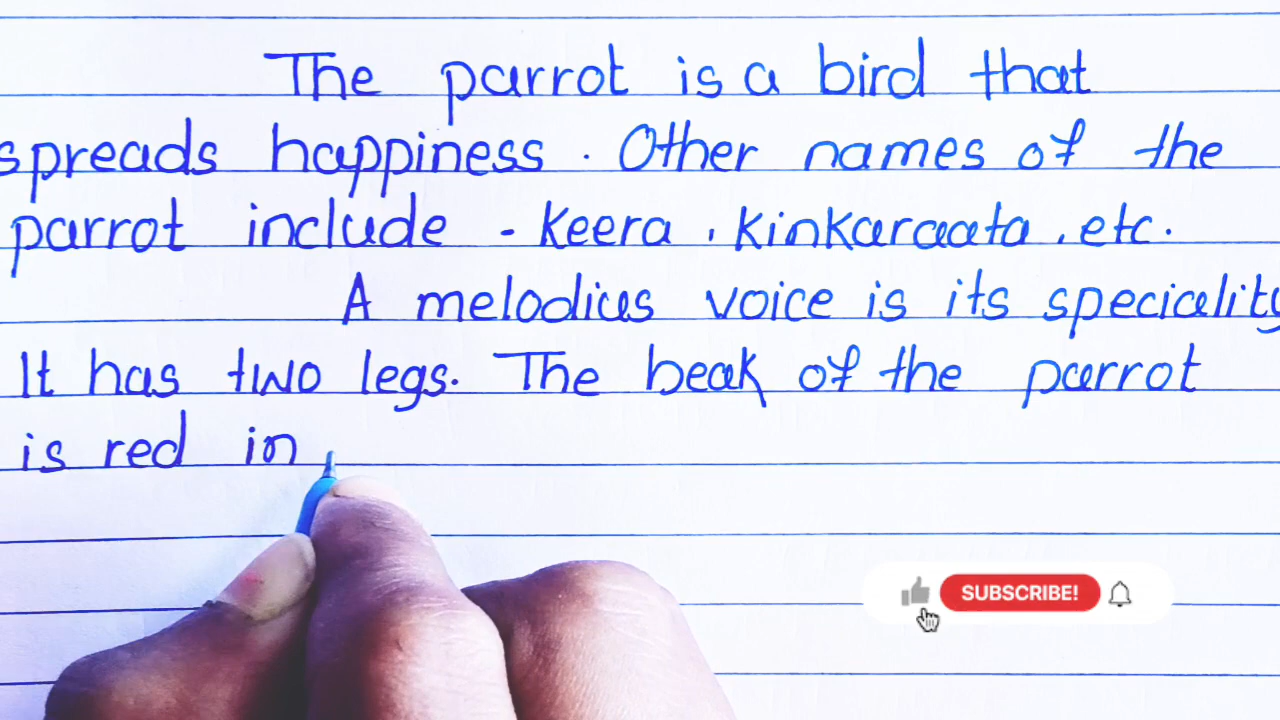 The parrot is a bird that
spreads happiness. Other names of the
parrot include - Keera, Kinkaraata, etc.
A melodius voice is its speciality
It has two legs. The beak of the parrot
is red in
SUBSCRIBE!